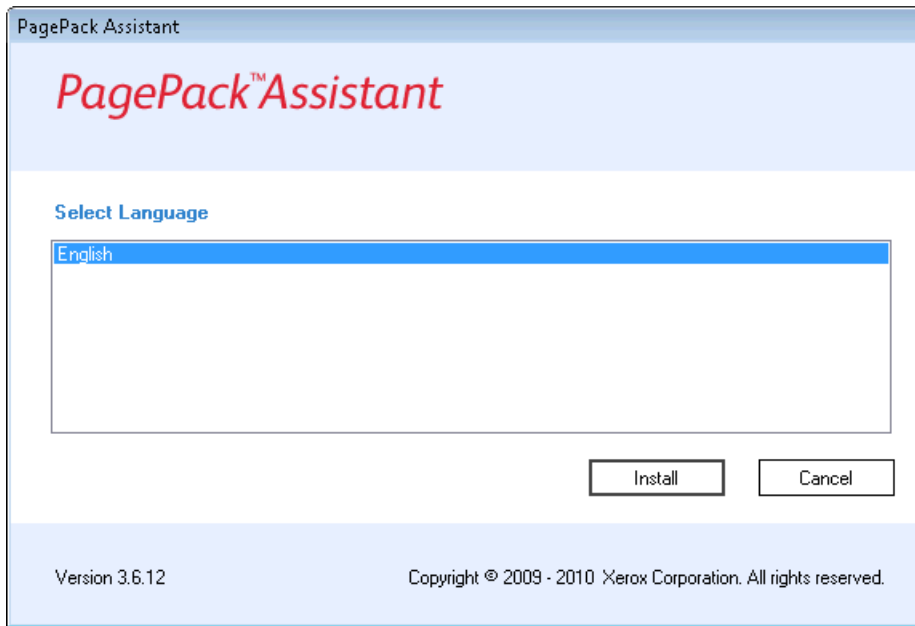 PagePack Assistant
PagePack™Assistant
Select Language
English
Install Cancel
Version 3.6.12 Copyright © 2009 - 2010 Xerox Corporation. All rights reserved.